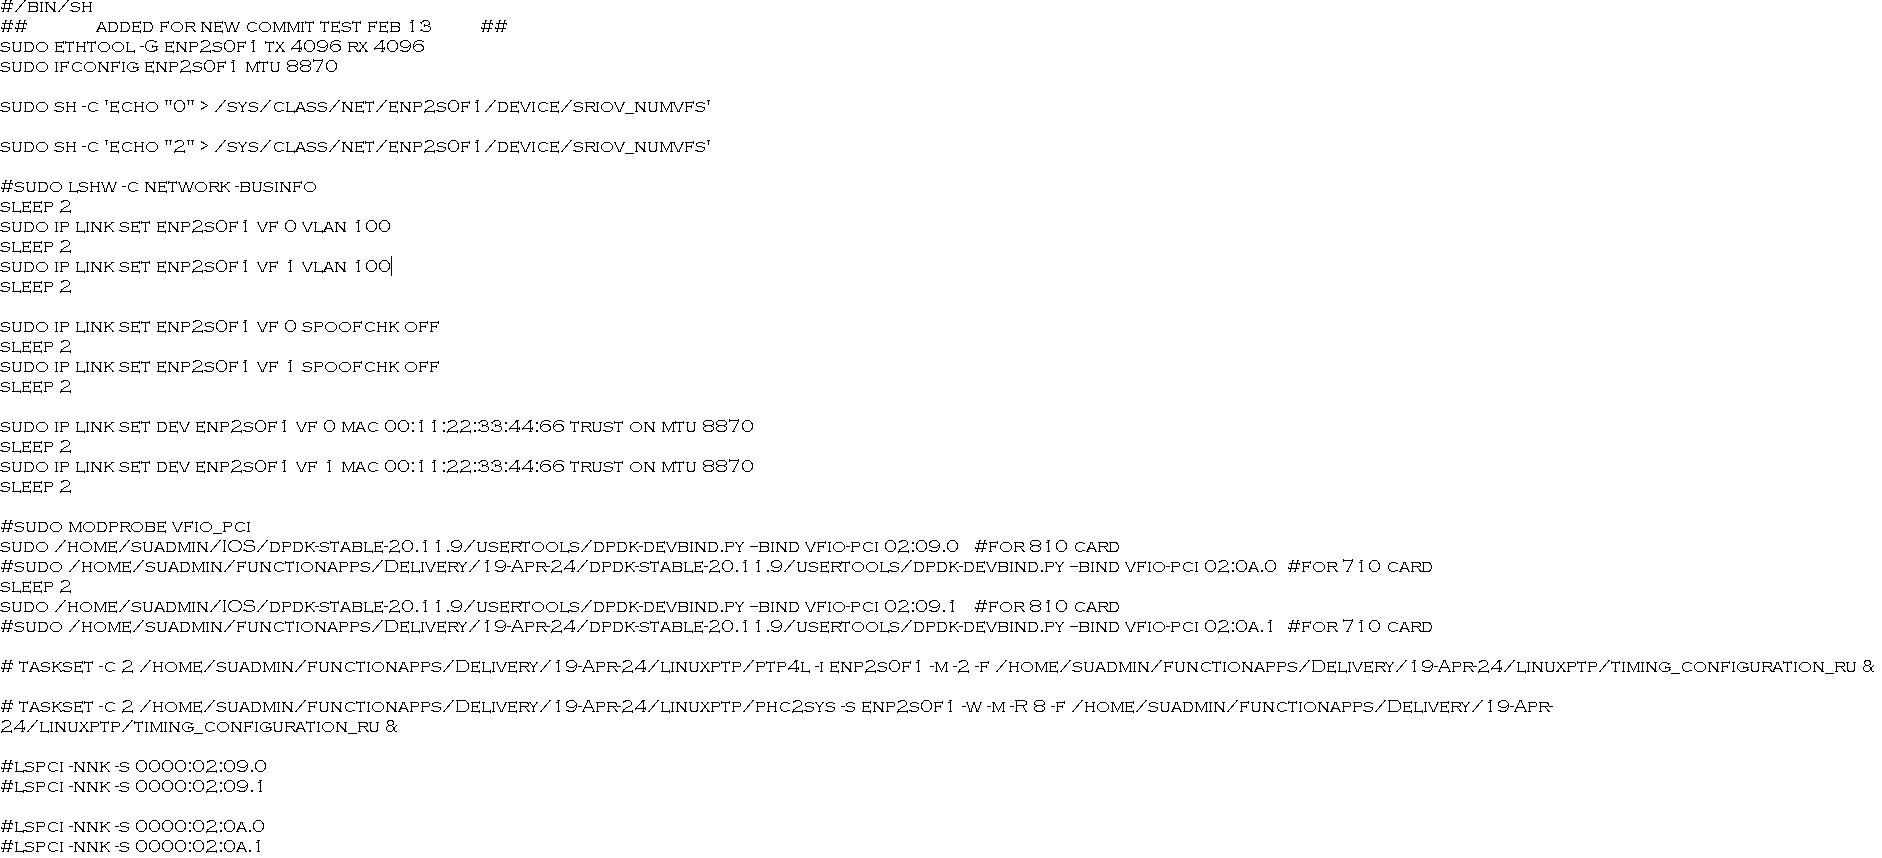 #/bin/sh
## added for new commit test feb 13 ##
sudo ethtool -G enp2s0f1 tx 4096 rx 4096
sudo ifconfig enp2s0f1 mtu 8870
sudo sh -c 'echo "0" > /sys/class/net/enp2s0f1/device/sriov_numvfs'
sudo sh -c 'echo "2" > /sys/class/net/enp2s0f1/device/sriov_numvfs'
#sudo lshw -c network -businfo
sleep 2
sudo ip link set enp2s0f1 vf 0 vlan 100
sleep 2
sudo ip link set enp2s0f1 vf 1 vlan 100
sleep 2
sudo ip link set enp2s0f1 vf 0 spoofchk off
sleep 2
sudo ip link set enp2s0f1 vf 1 spoofchk off
sleep 2
sudo ip link set dev enp2s0f1 vf 0 mac 00:11:22:33:44:66 trust on mtu 8870
sleep 2
sudo ip link set dev enp2s0f1 vf 1 mac 00:11:22:33:44:66 trust on mtu 8870
sleep 2
#sudo modprobe vfio_pci
sudo /home/suadmin/IOS/dpdk-stable-20.11.9/usertools/dpdk-devbind.py –bind vfio-pci 02:09.0 #for 810 card
#sudo /home/suadmin/functionapps/Delivery/19-Apr-24/dpdk-stable-20.11.9/usertools/dpdk-devbind.py –bind vfio-pci 02:0a.0 #for 710 card
sleep 2
sudo /home/suadmin/IOS/dpdk-stable-20.11.9/usertools/dpdk-devbind.py –bind vfio-pci 02:09.1 #for 810 card
#sudo /home/suadmin/functionapps/Delivery/19-Apr-24/dpdk-stable-20.11.9/usertools/dpdk-devbind.py –bind vfio-pci 02:0a.1 #for 710 card
# taskset -c 2 /home/suadmin/functionapps/Delivery/19-Apr-24/linuxptp/ptp4l -i enp2s0f1 -m -2 -f /home/suadmin/functionapps/Delivery/19-Apr-24/linuxptp/timing_configuration_ru &
# taskset -c 2 /home/suadmin/functionapps/Delivery/19-Apr-24/linuxptp/phc2sys -s enp2s0f1 -w -m -R 8 -f /home/suadmin/functionapps/Delivery/19-Apr-
24/linuxptp/timing_configuration_ru &
#lspci -nnk -s 0000:02:09.0
#lspci -nnk -s 0000:02:09.1
#lspci -nnk -s 0000:02:0a.0
#lspci -nnk -s 0000:02:0a.1